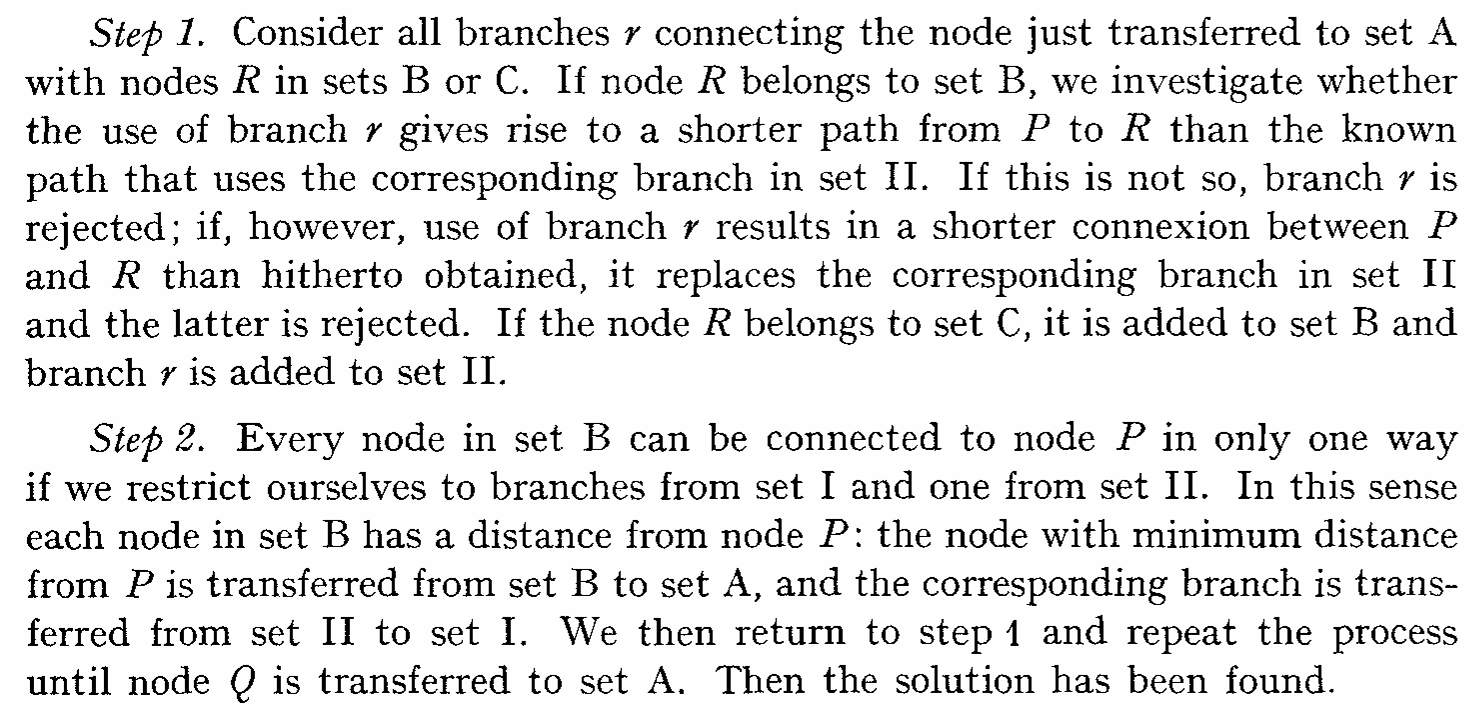 Step 1. Consider all branches r connecting the node just transferred to set A
with nodes R in sets B or C. If node R belongs to set B, we investigate whether
the use of branch r gives rise to a shorter path from P to R than the known
path that uses the corresponding branch in set II. If this is not so, branch r is
rejected; if, however, use of branch r results in a shorter connexion between P
and R than hitherto obtained, it replaces the corresponding branch in set II
and the latter is rejected. If the node R belongs to set C, it is added to set B and
branch r is added to set II.
Step 2. Every node in set B can be connected to node P in only one way
if we restrict ourselves to branches from set I and one from set II. In this sense
each node in set B has a distance from node P: the node with minimum distance
from P is transferred from set B to set A, and the corresponding branch is trans-
ferred from set II to set I. We then return to step 1 and repeat the process
until node Q is transferred to set A. Then the solution has been found.